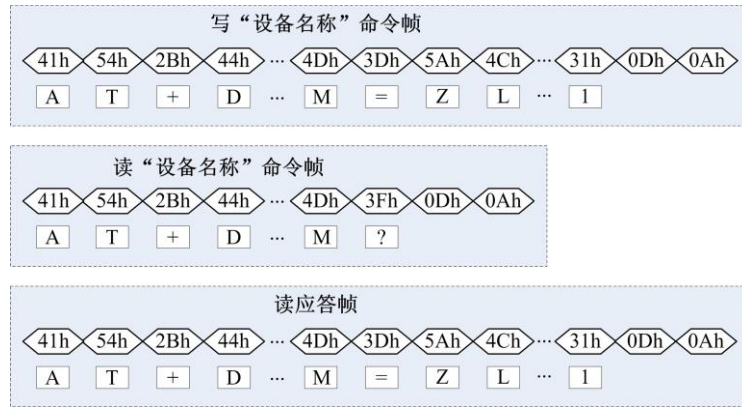 写“设备名称”命令帧
41h 54h 2Bh 44h ··· 4Dh 3Dh 5Ah 4Ch ··· 31h 0Dh 0Ah
A T + D ··· M = Z L ··· 1
读“设备名称”命令帧
41h 54h 2Bh 44h ··· 4Dh 3Fh 0Dh 0Ah
A T + D ··· M ?
读应答帧
41h 54h 2Bh 44h ··· 4Dh 3Dh 5Ah 4Ch ··· 31h 0Dh 0Ah
A T + D ··· M = Z L ··· 1